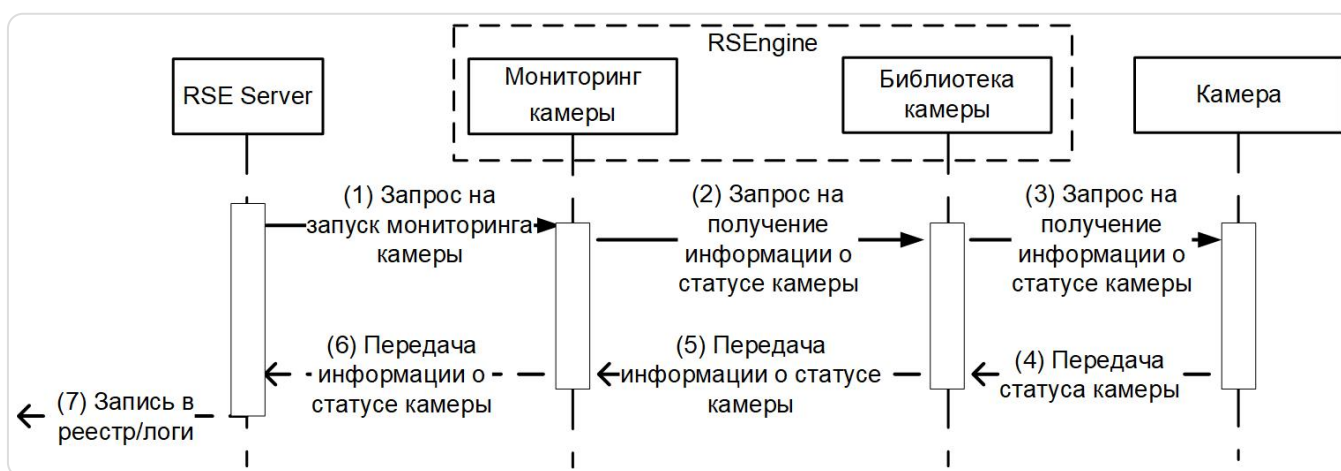 RSEngine
RSE Server
Мониторинг
камеры
Библиотека
камеры
Камера
(1) Запрос на
запуск мониторинга
камеры
(2) Запрос на
получение
информации о
статусе камеры
(3) Запрос на
получение
информации о
статусе камеры
(6) Передача
информации о
статусе камеры
(5) Передача
информации о статусе
камеры
(4) Передача
статуса камеры
(7) Запись в
реестр/логи